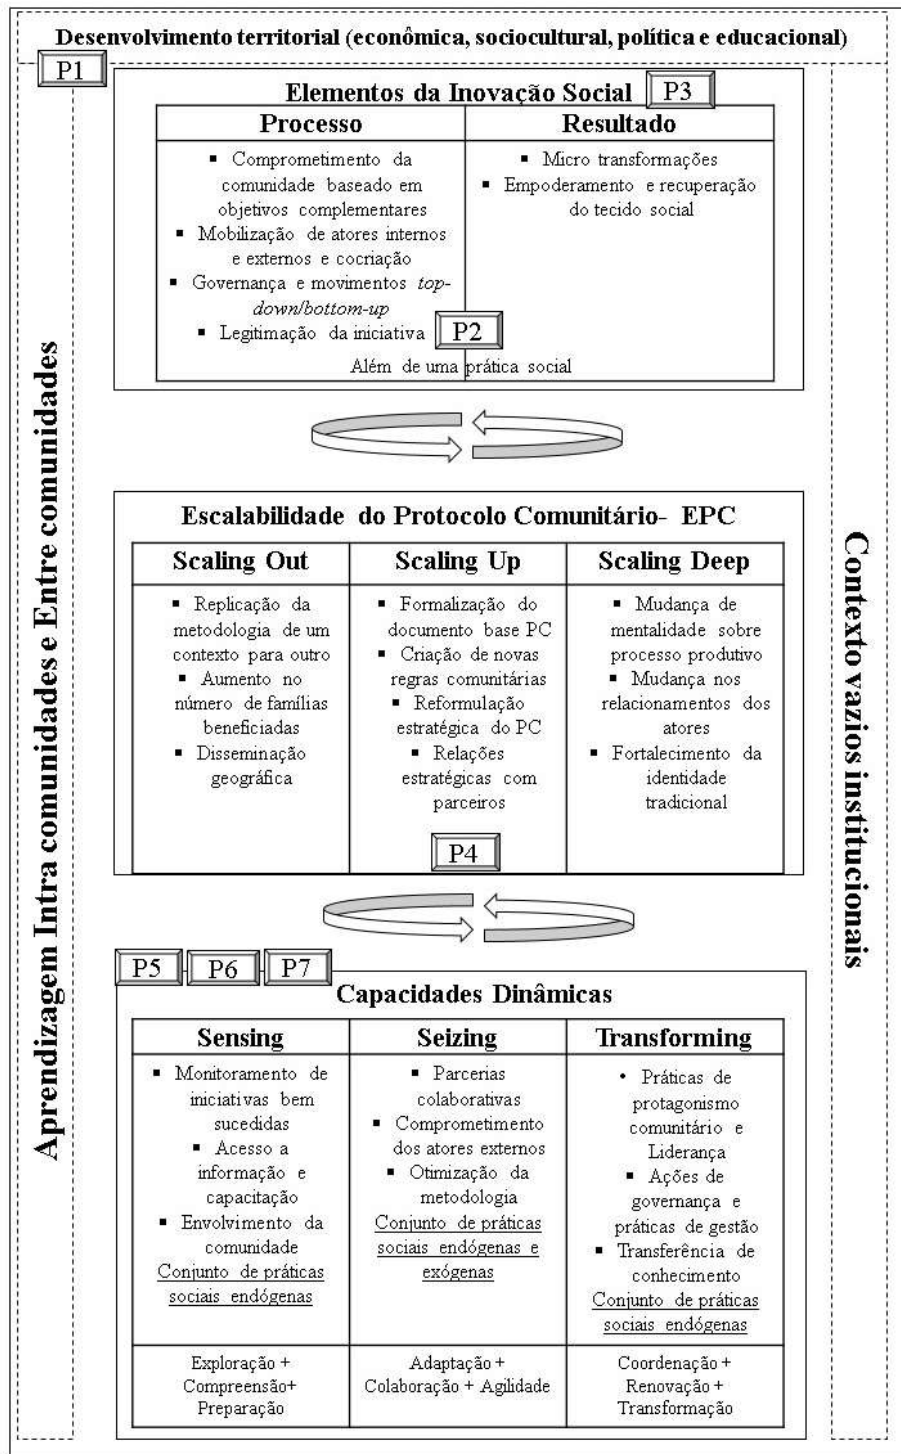 Desenvolvimento territorial (econômica, sociocultural, política e educacional)
P1
Aprendizagem Intra comunidades e Entre comunidades
Elementos da Inovação Social
P3
Processo
▪ Comprometimento da
comunidade baseado em
objetivos complementares
▪ Mobilização de atores internos
e externos e cocriação
▪ Governança e movimentos top-
down/bottom-up
▪ Legitimação da iniciativa
P2
Resultado
▪ Micro transformações
▪ Empoderamento e recuperação
do tecido social
Além de uma prática social
Escalabilidade do Protocolo Comunitário- EPC
Scaling Out
▪ Replicação da
metodologia de um
contexto para outro
▪ Aumento no
número de famílias
beneficiadas
▪ Disseminação
geográfica
Scaling Up
▪ Formalização do
documento base PC
▪ Criação de novas
regras comunitárias
▪ Reformulação
estratégica do PC
▪ Relações
estratégicas com
parceiros
P4
Scaling Deep
▪ Mudança de
mentalidade sobre
processo produtivo
▪ Mudança nos
relacionamentos dos
atores
▪ Fortalecimento da
identidade
tradicional
P5
P6
P7
Capacidades Dinâmicas
Sensing
▪ Monitoramento de
iniciativas bem
sucedidas
▪ Acesso a
informação e
capacitação
▪ Envolvimento da
comunidade
Conjunto de práticas
sociais endógenas
Exploração +
Compreensão+
Preparação
Seizing
▪ Parcerias
colaborativas
▪ Comprometimento
dos atores externos
▪ Otimização da
metodologia
Conjunto de práticas
sociais endógenas e
exógenas
Adaptação +
Colaboração + Agilidade
Transforming
• Práticas de
protagonismo
comunitário e
Liderança
▪ Ações de
governança e
práticas de gestão
▪ Transferência de
conhecimento
Conjunto de práticas
sociais endógenas
Coordenação +
Renovação +
Transformação
Contexto vazios institucionais